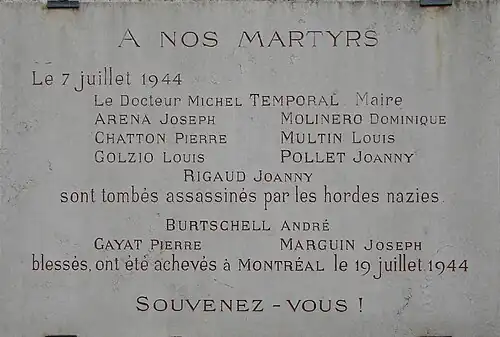 A NOS MARTYRS
Le 7 juillet 1944
Le Docteur MICHEL TEMPORAL Maire
ARENA JOSEPH MOLINERO DOMINIQUE
CHATTON PIERRE MULTIN LOUIS
GOLZIO LOUIS POLLET JOANNY
RIGAUD JOANNY
sont tombés assassinés par les hordes nazies.
BURTSCHELL ANDRÉ
GAYAT PIERRE MARGUIN JOSEPH
blessés, ont été achevés à MONTRÉAL le 19 juillet 1944
SOUVENEZ-VOUS !